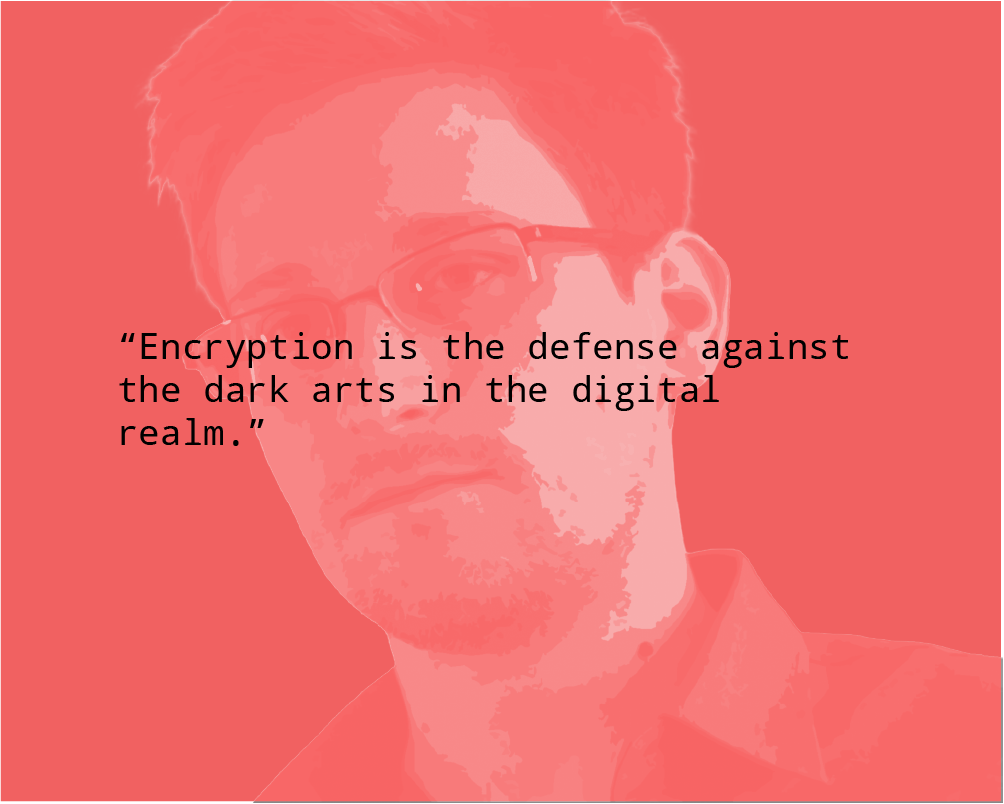 “Encryption is the defense against
the dark arts in the digital
realm.”